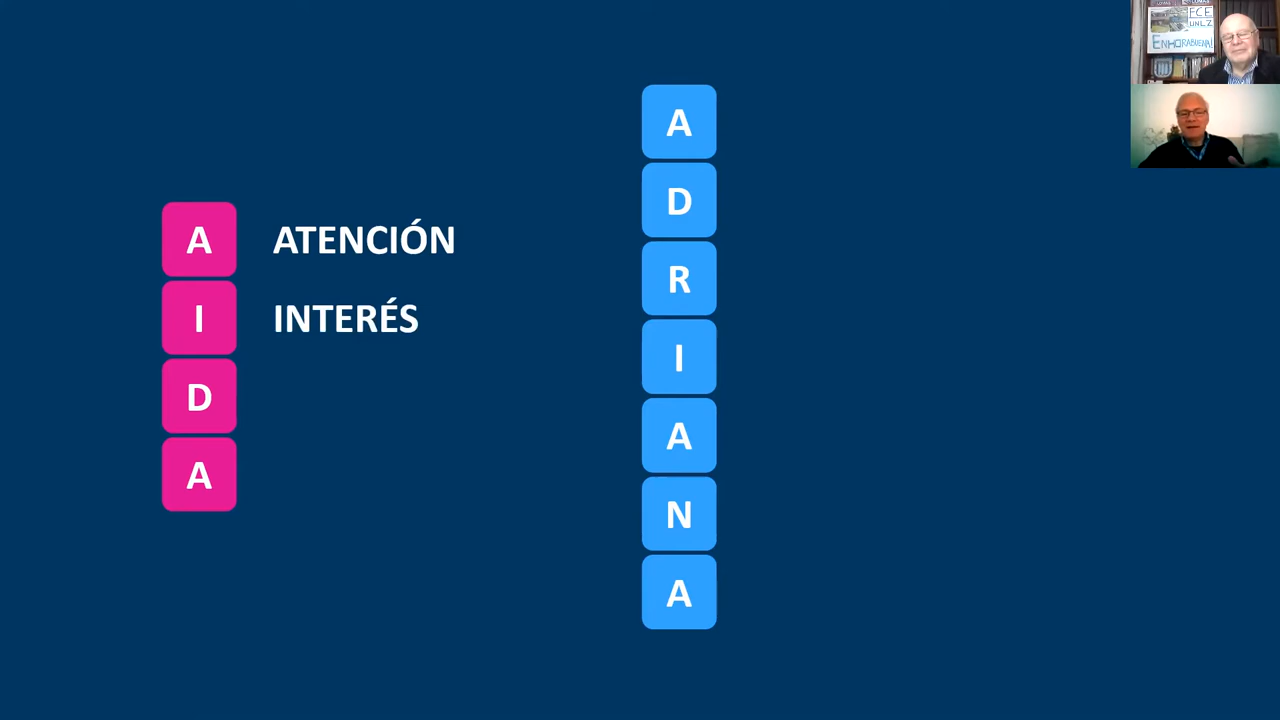 A ATENCIÓN
I INTERÉS
D
A
A
D
R
I
A
N
A
FCE
UNLZ
ENHORABUENA!